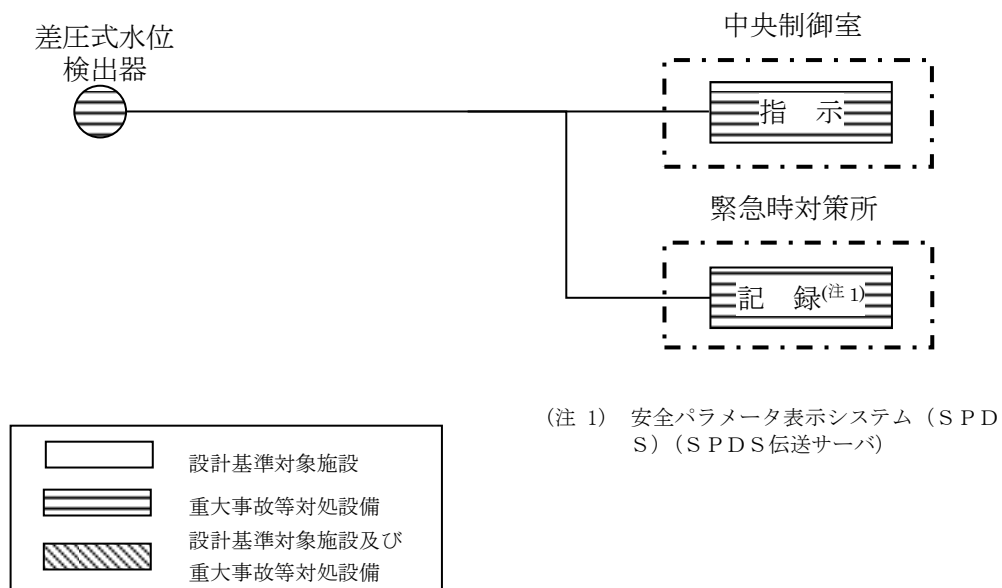 差圧式水位
検出器
中央制御室
指　示
緊急時対策所
記　録(注 1)
(注 1)　安全パラメータ表示システム（ＳＰＤ
Ｓ）（ＳＰＤＳ伝送サーバ）
設計基準対象施設
重大事故等対処設備
設計基準対象施設及び
重大事故等対処設備